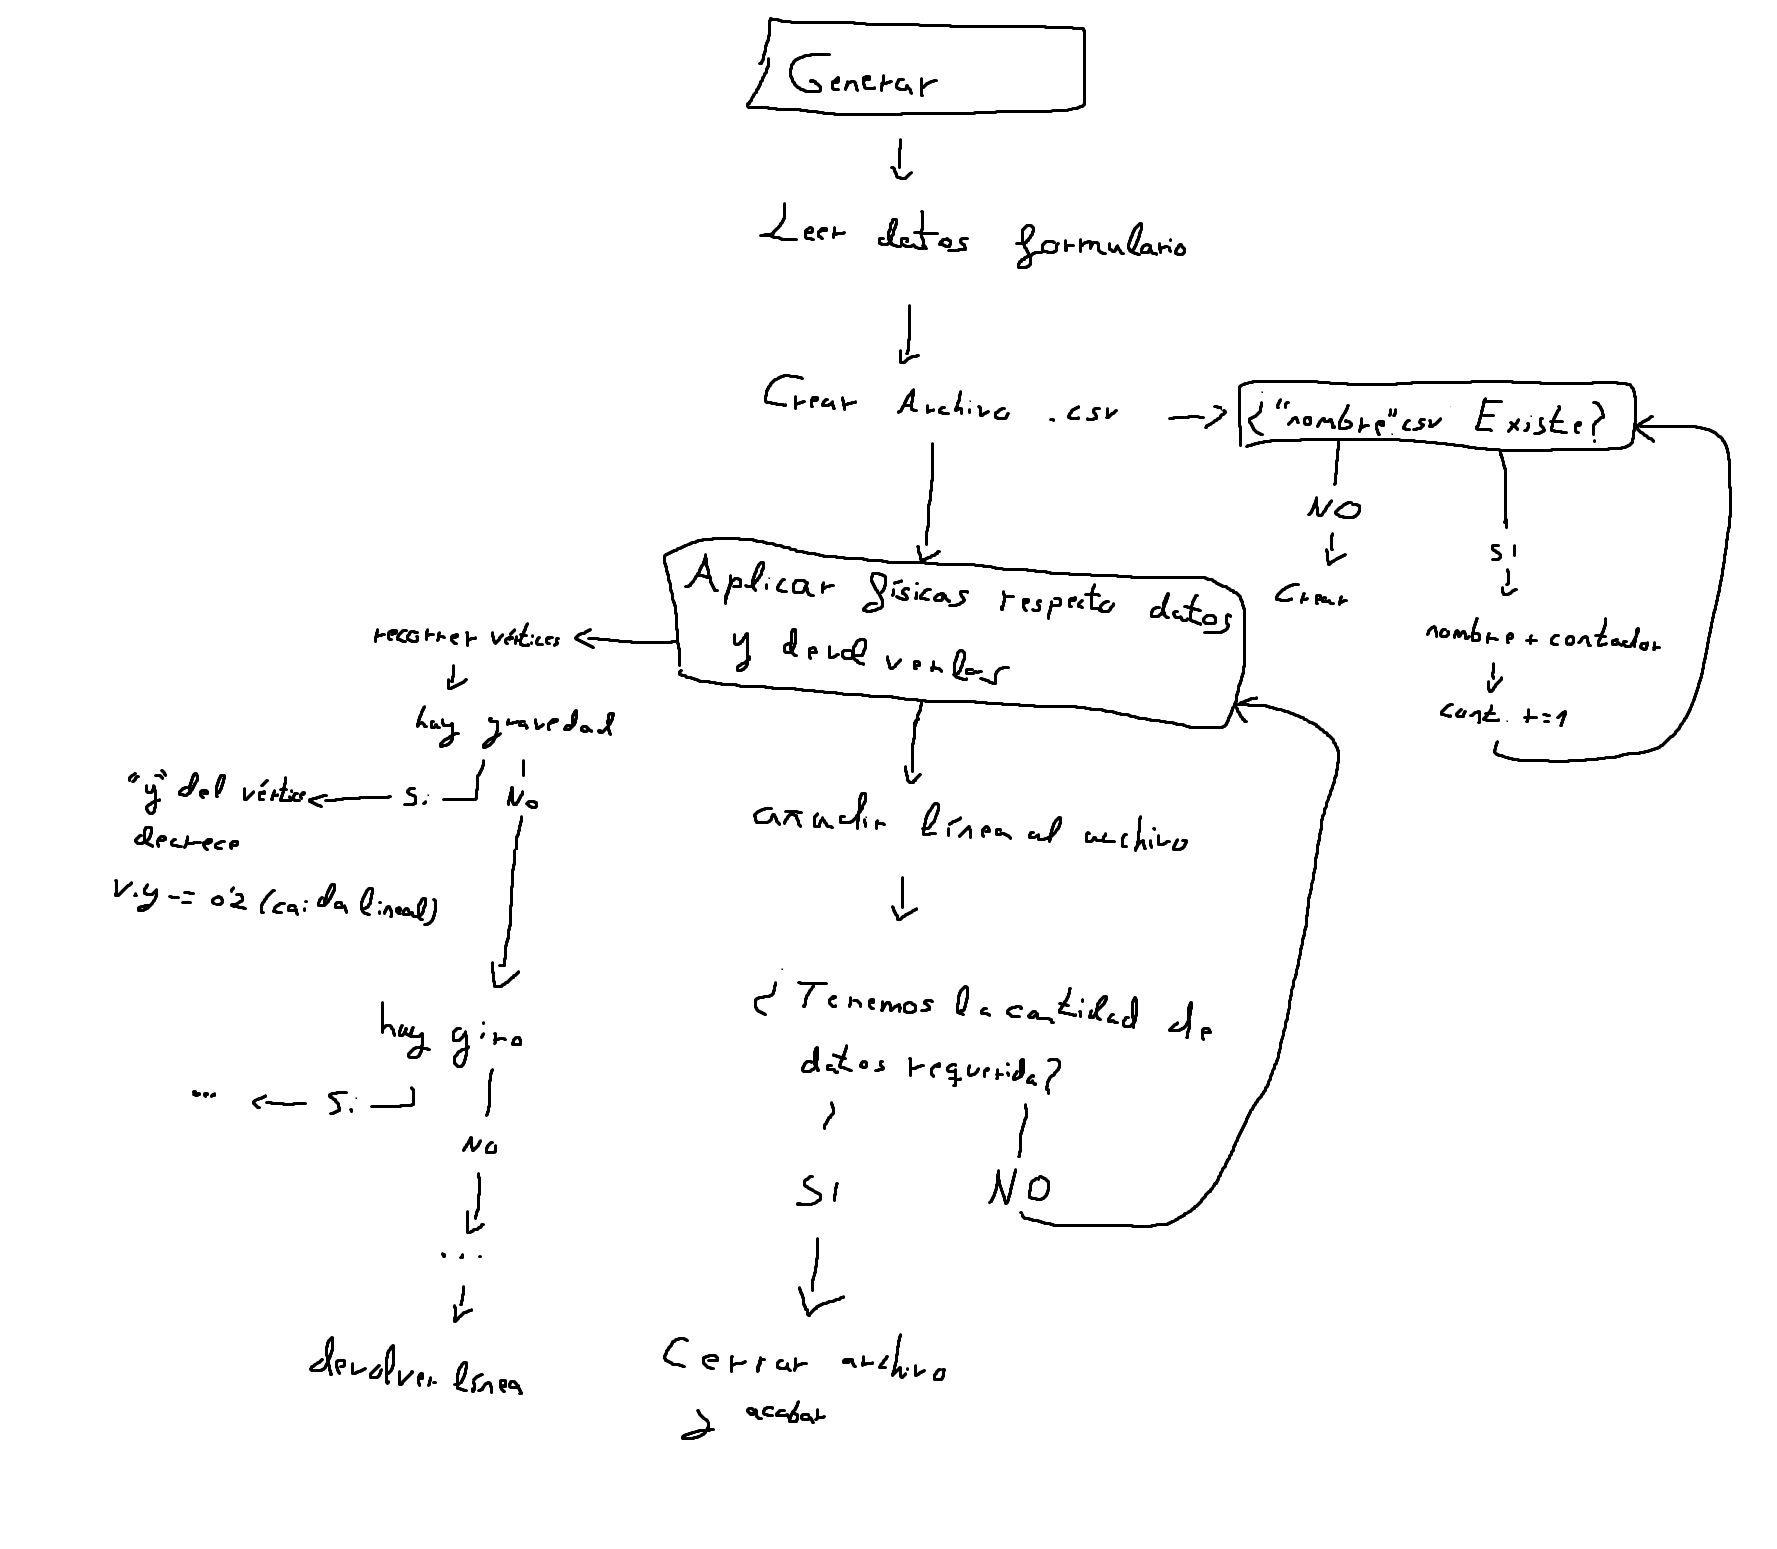 Generar
Leer datos formulario
Crear Archivo .csv
¿"nombre".csv Existe?
NO
Crear
SI
nombre + contador
cont. +=1
Aplicar físicas respecto datos
y devolverlos
recorrer vértices
hay gravedad
Si
No
"y" del vértice
decrece
v.y -= 0'2 (caida lineal)
hay giro
Si
...
NO
...
devolver línea
añadir línea al archivo
¿Tenemos la cantidad de
datos requerida?
SI
NO
Cerrar archivo
y acabar